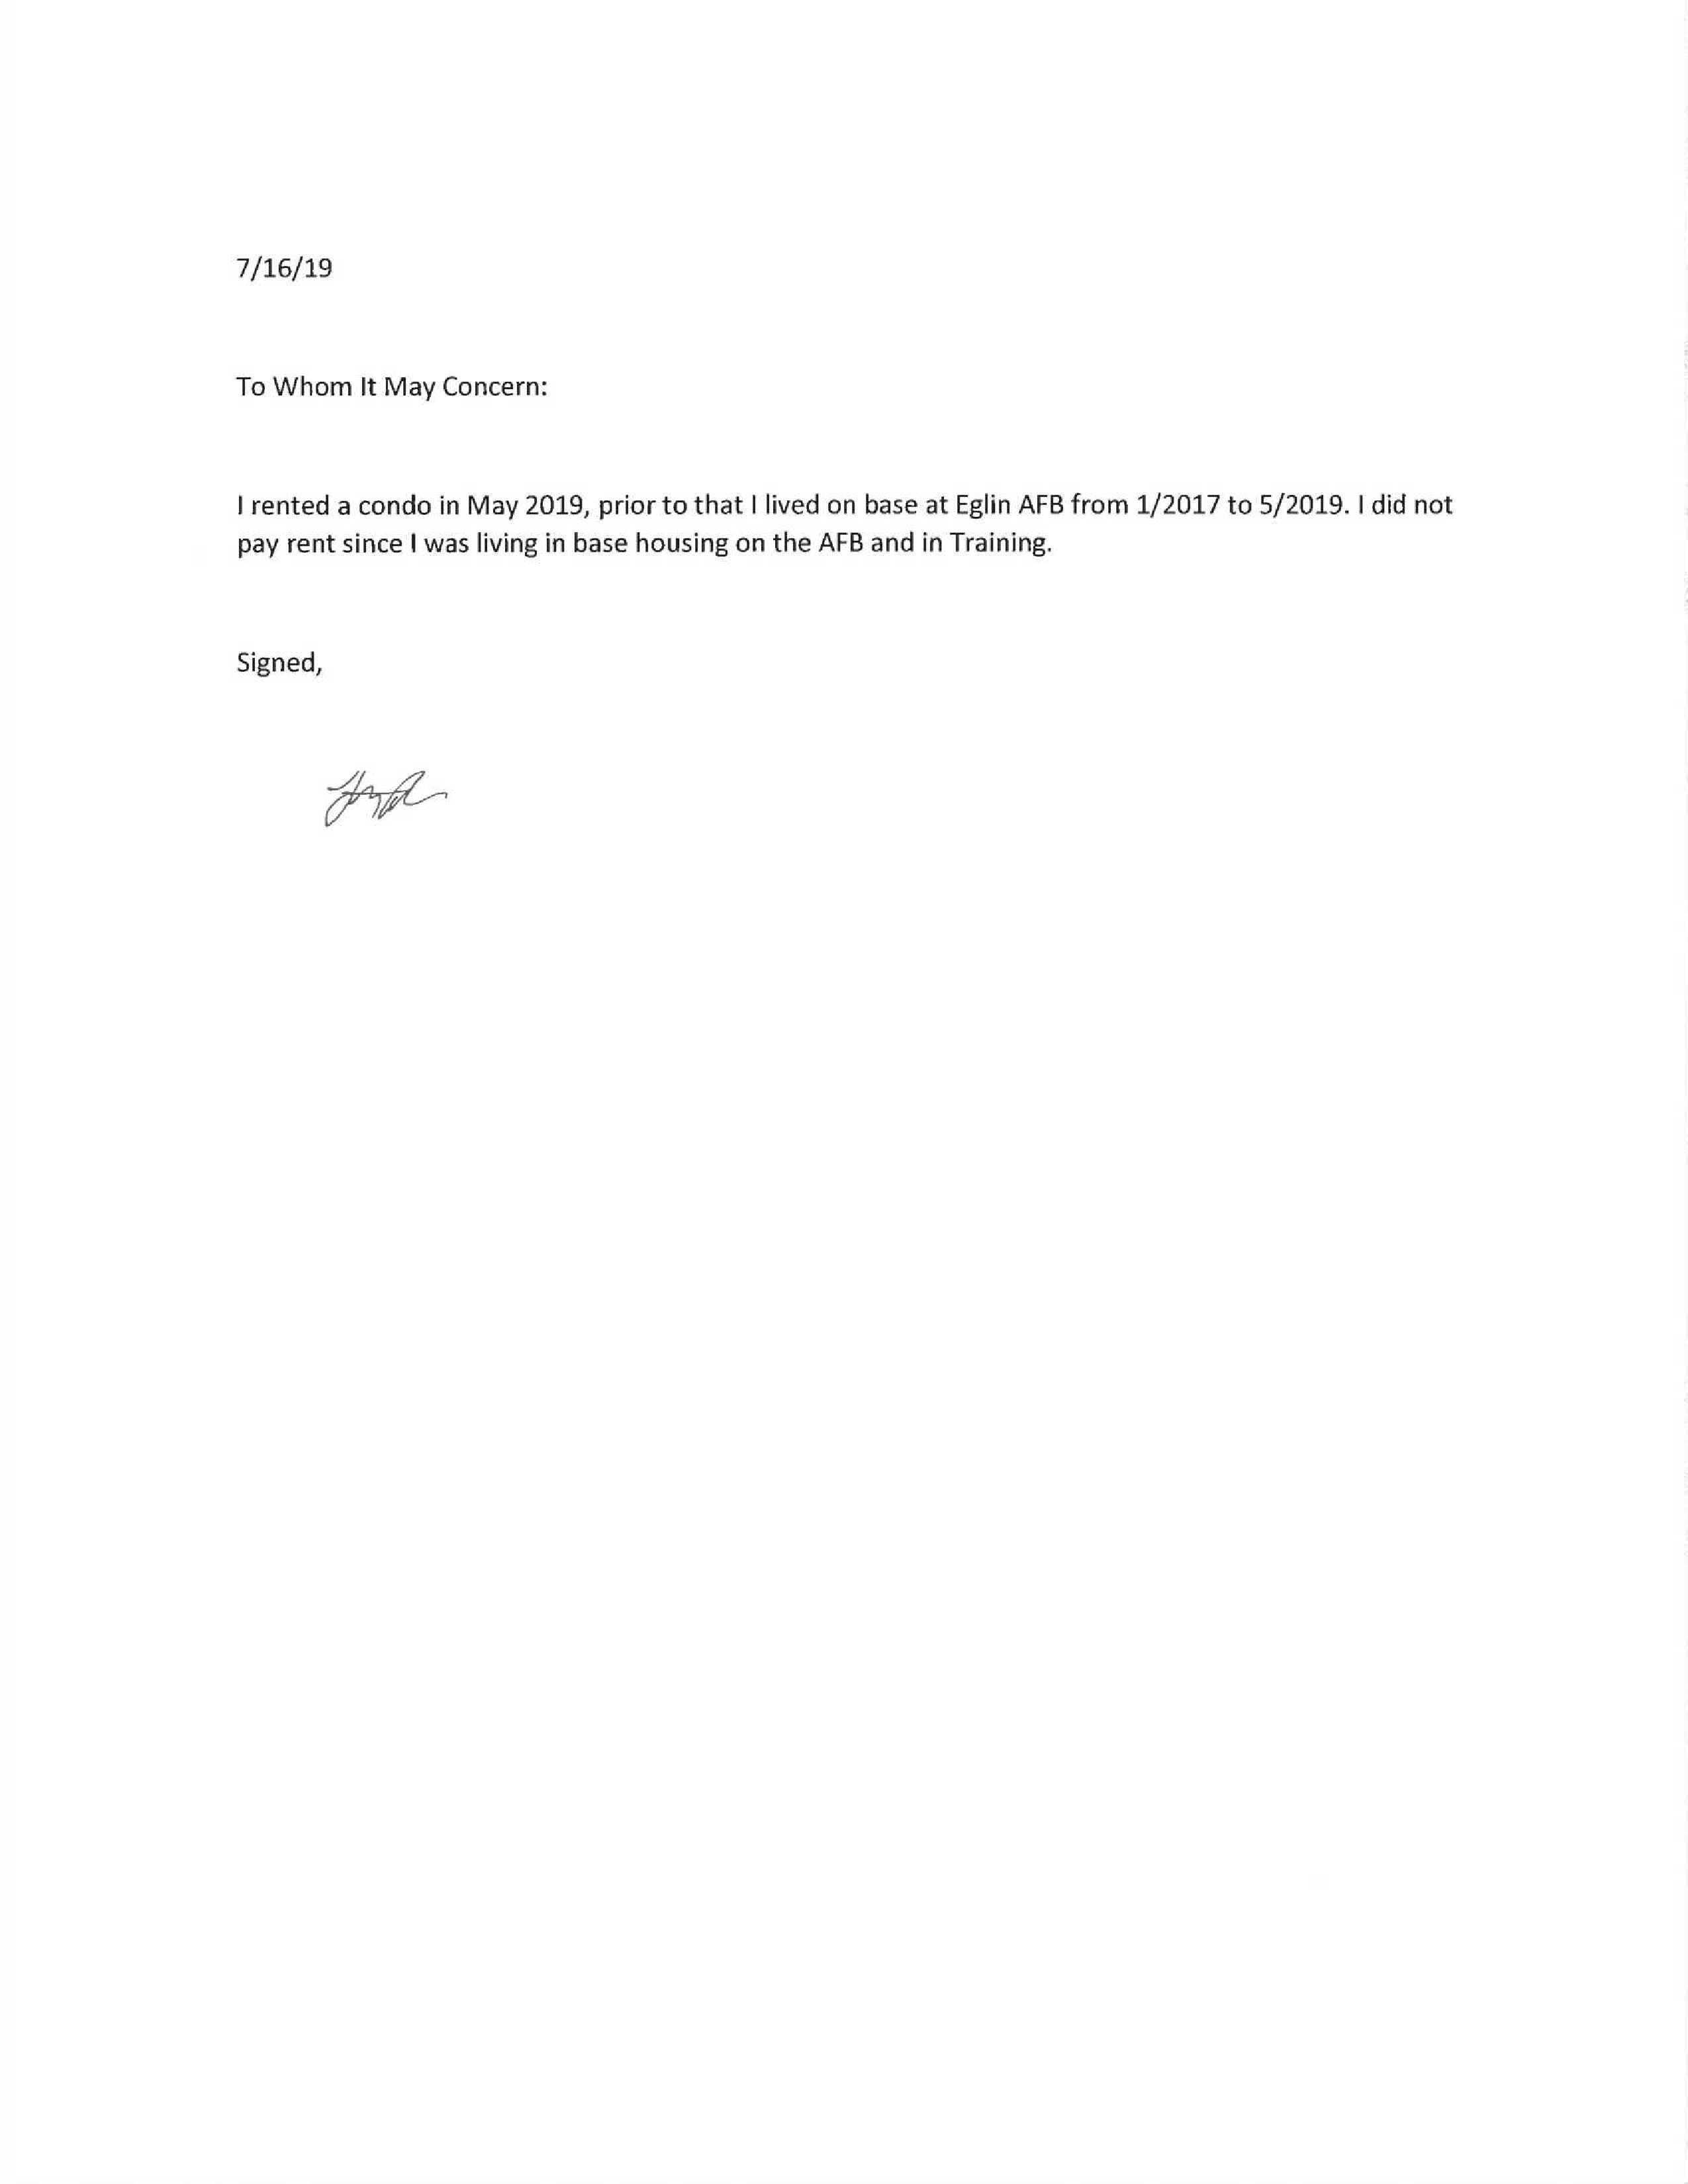 7/16/19
To Whom It May Concern:
I rented a condo in May 2019, prior to that I lived on base at Eglin AFB from 1/2017 to 5/2019. I did not
pay rent since I was living in base housing on the AFB and in Training.
Signed,